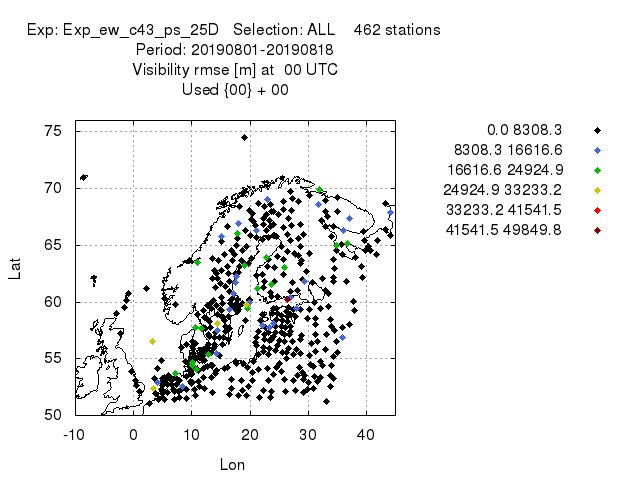 Exp: Exp_ew_c43_ps_25D Selection: ALL 462 stations
Period: 20190801-20190818
Visibility rmse [m] at 00 UTC
Used {00} + 00
0.0 8308.3
8308.3 16616.6
16616.6 24924.9
24924.9 33233.2
33233.2 41541.5
41541.5 49849.8
75
70
65
60
55
50
Lat
-10 0 10 20 30 40
Lon